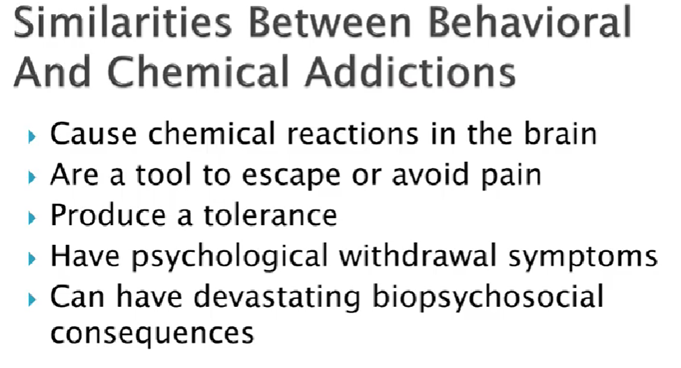 Similarities Between Behavioral
And Chemical Addictions
Cause chemical reactions in the brain
Are a tool to escape or avoid pain
Produce a tolerance
Have psychological withdrawal symptoms
Can have devastating biopsychosocial
consequences